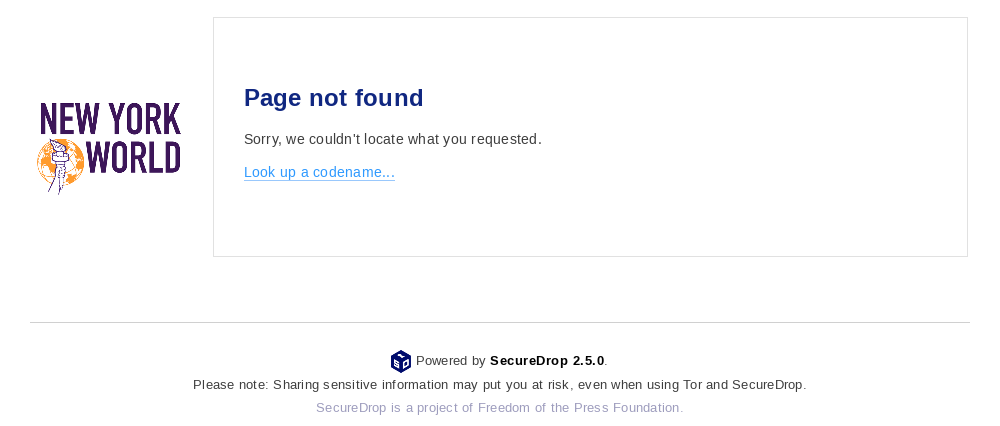 NEW YORK
WORLD
Page not found
Sorry, we couldn't locate what you requested.
Look up a codename...
Powered by SecureDrop 2.5.0.
Please note: Sharing sensitive information may put you at risk, even when using Tor and SecureDrop.
SecureDrop is a project of Freedom of the Press Foundation.